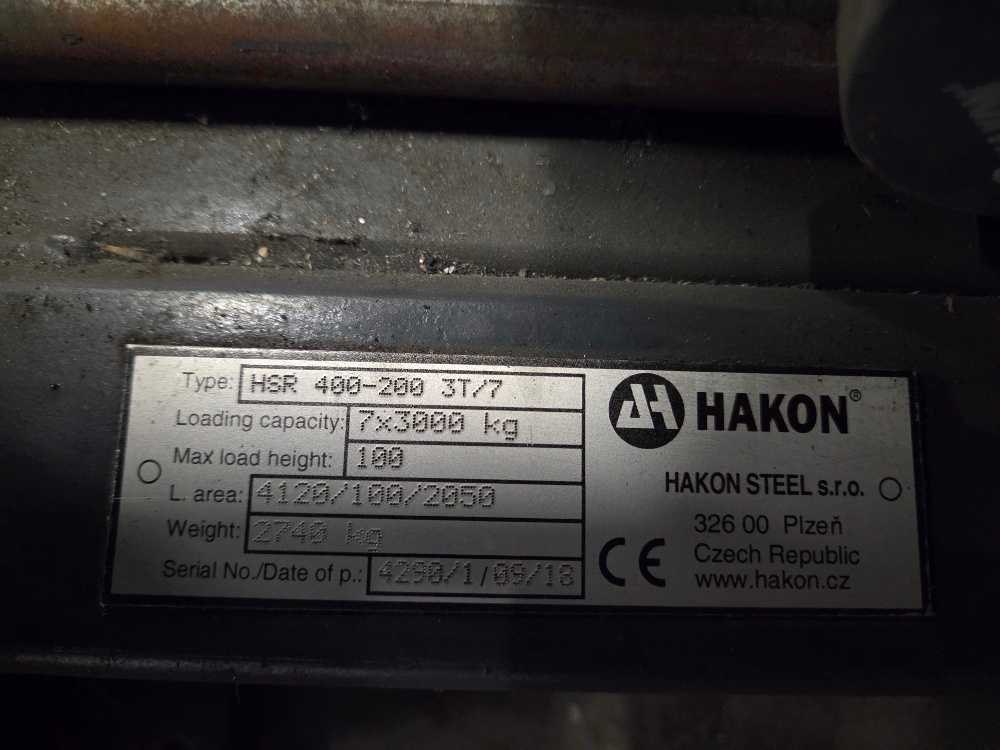 Type: HSR 400-200 3T/7
Loading capacity: 7x3000 kg
Max load height: 100
L. area: 4120/100/2050
Weight: 2740 kg
Serial No./Date of p.: 4290/1/09/18
AH HAKON®
HAKON STEEL s.r.o.
326 00 Plzeň
CE Czech Republic
www.hakon.cz